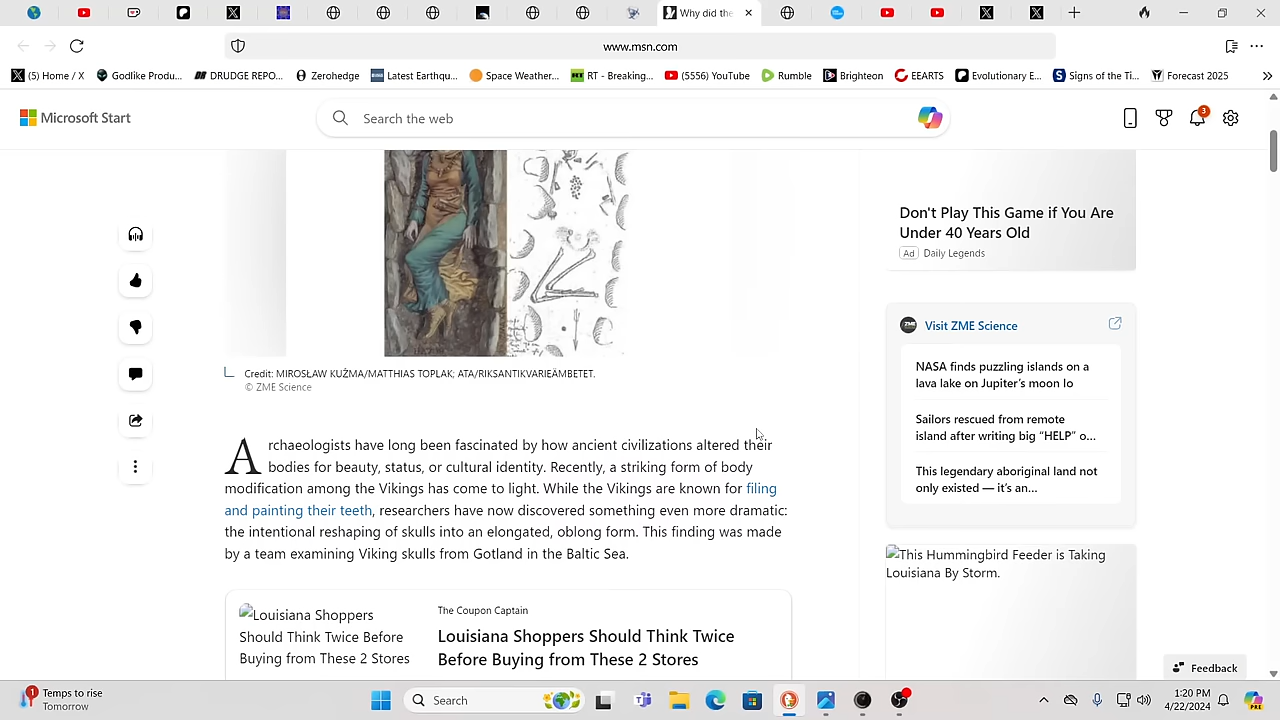 Why did the
www.msn.com
(5) Home / X
Godlike Produ...
DRUDGE REPO...
Zerohedge
Latest Earthqu...
Space Weather...
RT - Breaking...
(5556) YouTube
Rumble
Brighteon
EEARTS
Evolutionary E...
Signs of the Ti...
Forecast 2025
Microsoft Start
Search the web
3
Don't Play This Game if You Are
Under 40 Years Old
Ad Daily Legends
Visit ZME Science
NASA finds puzzling islands on a
lava lake on Jupiter's moon Io
Sailors rescued from remote
island after writing big "HELP" o...
This legendary aboriginal land not
only existed — it's an...
Credit: MIROSŁAW KUŹMA/MATTHIAS TOPLAK; ATA/RIKSANTIKVARIEÄMBETET.
© ZME Science
Archaeologists have long been fascinated by how ancient civilizations altered their
bodies for beauty, status, or cultural identity. Recently, a striking form of body
modification among the Vikings has come to light. While the Vikings are known for filing
and painting their teeth, researchers have now discovered something even more dramatic:
the intentional reshaping of skulls into an elongated, oblong form. This finding was made
by a team examining Viking skulls from Gotland in the Baltic Sea.
This Hummingbird Feeder is Taking
Louisiana By Storm.
Louisiana Shoppers
Should Think Twice Before
Buying from These 2 Stores
The Coupon Captain
Louisiana Shoppers Should Think Twice
Before Buying from These 2 Stores
Feedback
1
Temps to rise
Tomorrow
Search
1:20 PM
4/22/2024
PRE